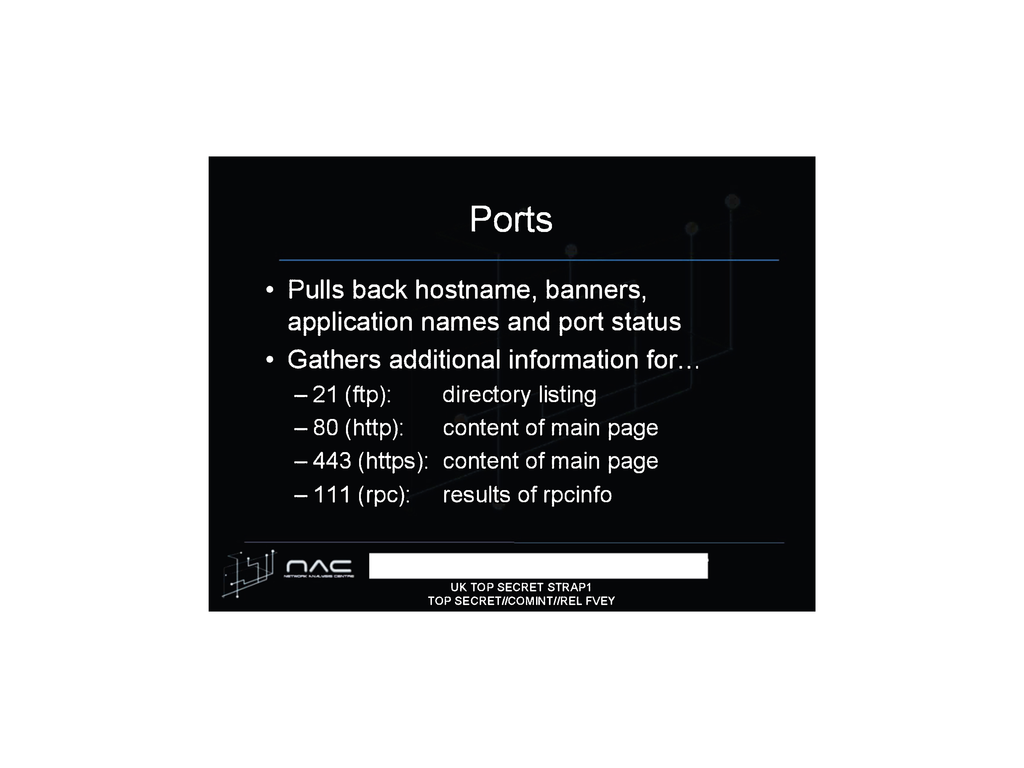 Ports
• Pulls back hostname, banners,
application names and port status
• Gathers additional information for…
– 21 (ftp): directory listing
– 80 (http): content of main page
– 443 (https): content of main page
– 111 (rpc): results of rpcinfo
NAC
NETWORK ANALYSIS CENTRE
UK TOP SECRET STRAP1
TOP SECRET//COMINT//REL FVEY